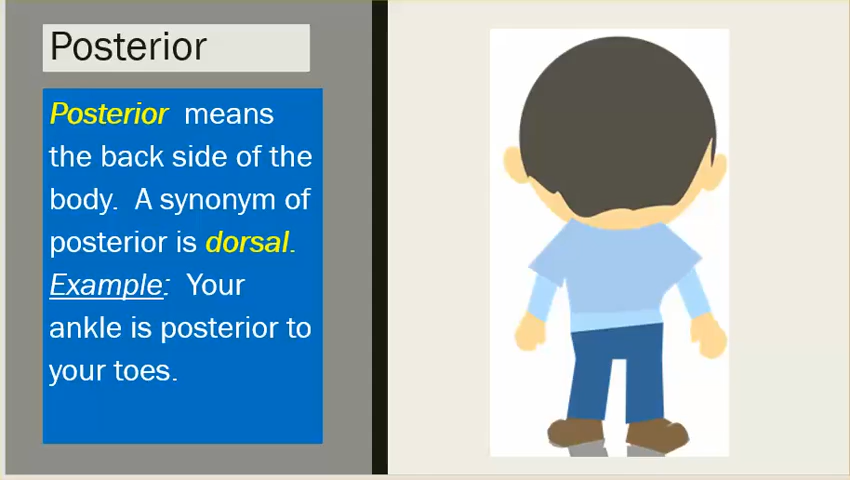 Posterior
Posterior means
the back side of the
body. A synonym of
posterior is dorsal.
Example: Your
ankle is posterior to
your toes.